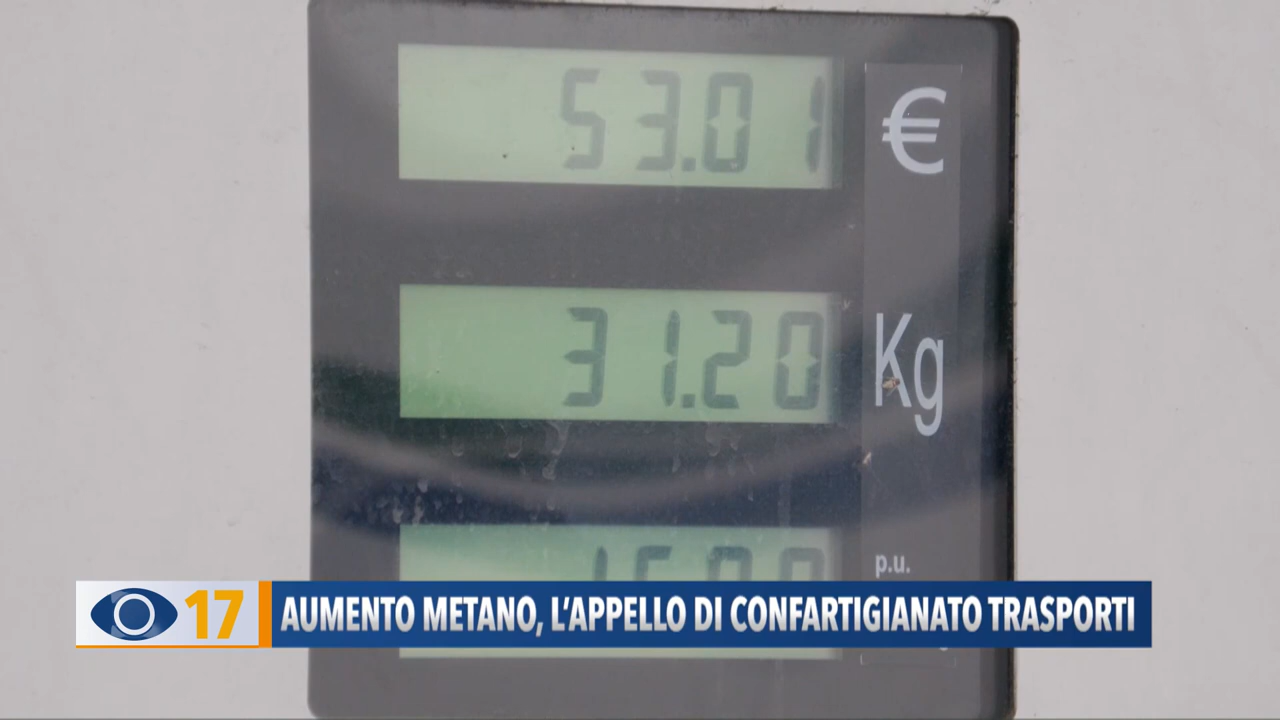 53.01 €
31.20 Kg
p.u.
17 AUMENTO METANO, L'APPELLO DI CONFARTIGIANATO TRASPORTI